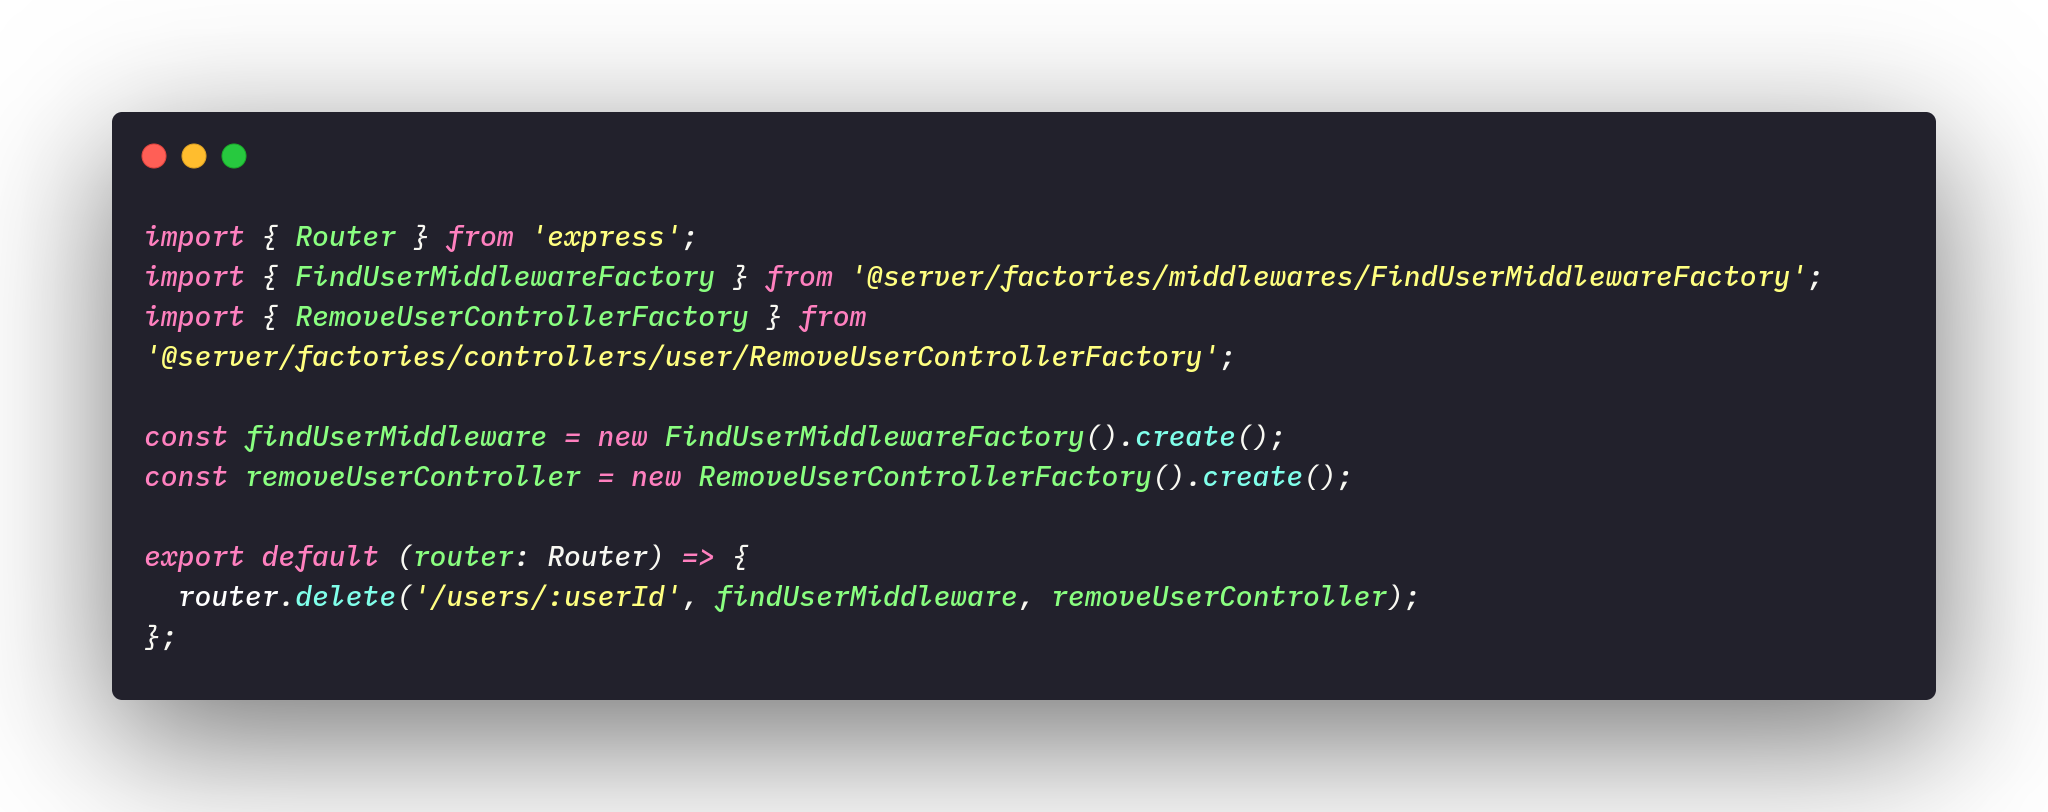 import { Router } from 'express';
import { FindUserMiddlewareFactory } from '@server/factories/middlewares/FindUserMiddlewareFactory';
import { RemoveUserControllerFactory } from
'@server/factories/controllers/user/RemoveUserControllerFactory';
const findUserMiddleware = new FindUserMiddlewareFactory().create();
const removeUserController = new RemoveUserControllerFactory().create();
export default (router: Router) => {
  router.delete('/users/:userId', findUserMiddleware, removeUserController);
};